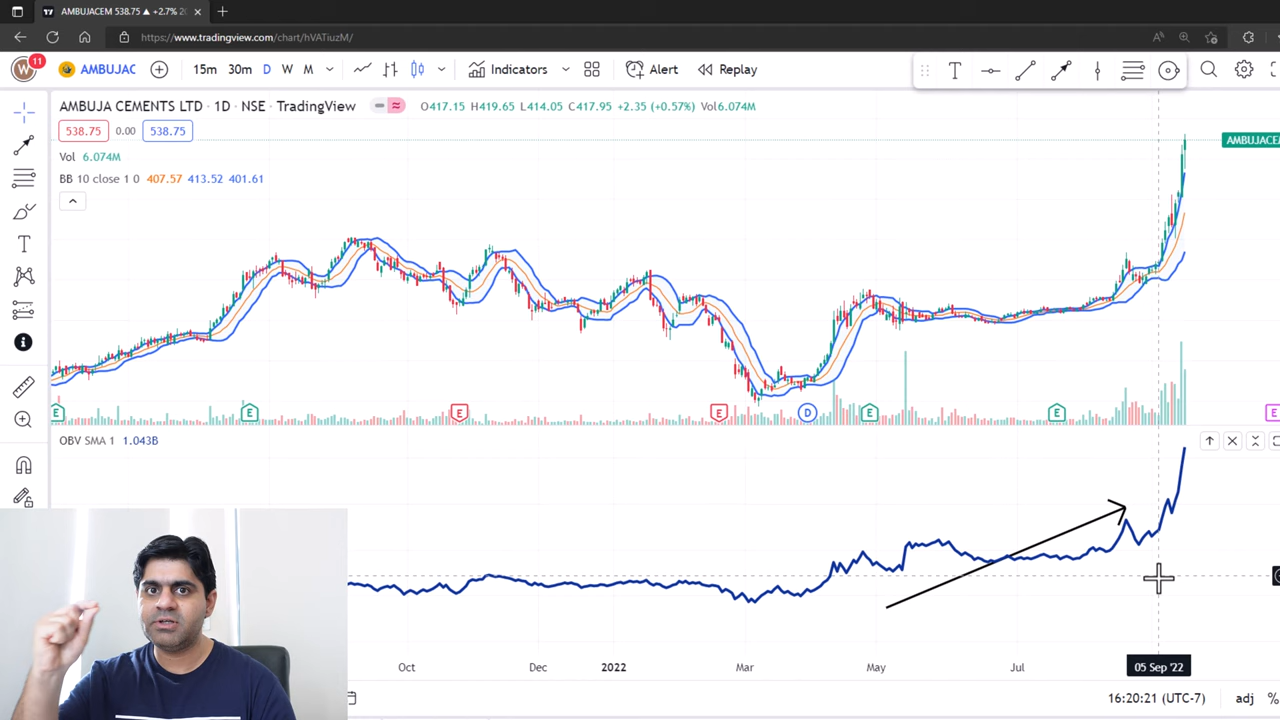 AMBUJACEM 538.75 ▲ +2.7% 20
https://www.tradingview.com/chart/hVATiuzM/
W 11 AMBUJAC 15m 30m D W M Indicators Alert Replay
AMBUJA CEMENTS LTD · 1D · NSE · TradingView O417.15 H419.65 L414.05 C417.95 +2.35 (+0.57%) Vol6.074M
538.75 0.00 538.75
AMBUJACEM
Vol 6.074M
BB 10 close 1 0 407.57 413.52 401.61
E E E E D E E E
OBV SMA 1 1.043B
Oct Dec 2022 Mar May Jul 05 Sep '22
16:20:21 (UTC-7) adj %